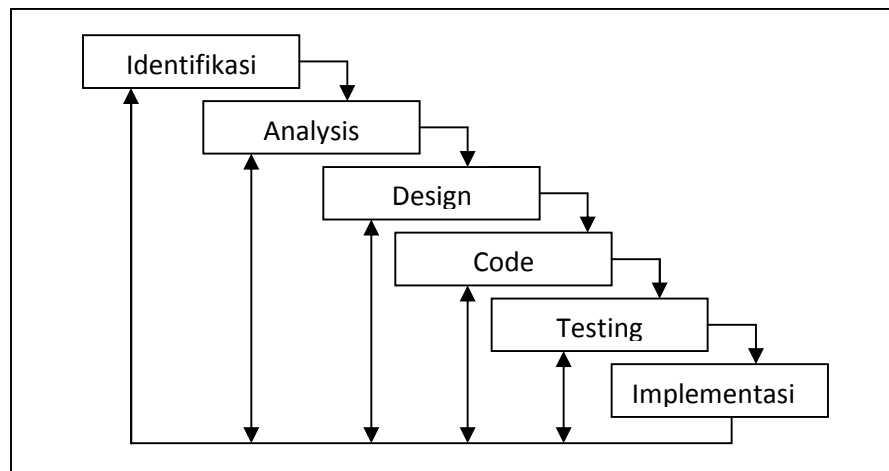 Identifikasi
Analysis
Design
Code
Testing
Implementasi